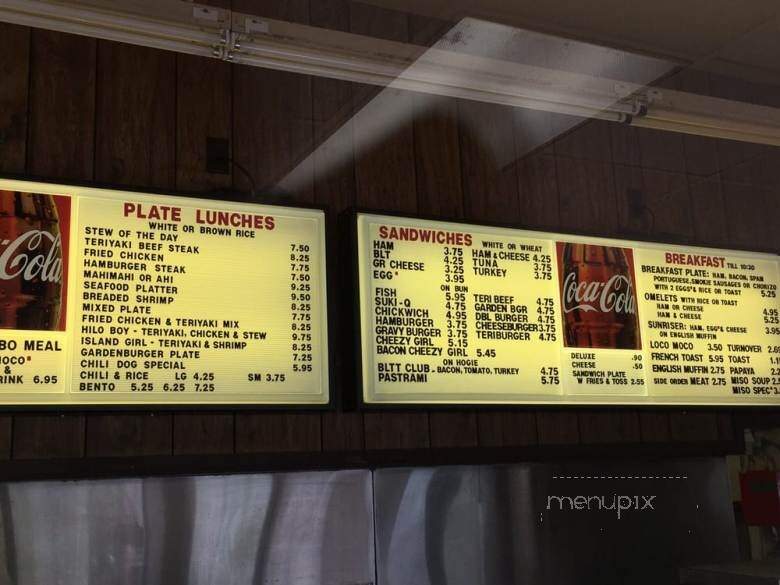 Coca-Cola
BO MEAL
MOCO*
&
RINK 6.95
PLATE LUNCHES
WHITE OR BROWN RICE
STEW OF THE DAY 7.50
TERIYAKI BEEF STEAK 8.25
FRIED CHICKEN 7.75
HAMBURGER STEAK 7.50
MAHIMAHI OR AHI 9.25
SEAFOOD PLATTER 9.50
BREADED SHRIMP 8.25
MIXED PLATE 8.25
FRIED CHICKEN & TERIYAKI MIX 9.75
HILO BOY - TERIYAKI, CHICKEN & STEW 8.25
ISLAND GIRL - TERIYAKI & SHRIMP 7.25
GARDENBURGER PLATE 5.95
CHILI DOG SPECIAL
CHILI & RICE LG 4.25 SM 3.75
BENTO 5.25 6.25 7.25
SANDWICHES WHITE OR WHEAT
HAM 3.75 HAM & CHEESE 4.25
BLT 4.25 TUNA 3.75
GR CHEESE 3.25 TURKEY 3.75
EGG* 3.95
ON BUN
FISH 5.95 TERI BEEF 4.75
SUKI-Q 4.75 GARDEN BGR 4.75
CHICKWICH 4.95 DBL BURGER 4.75
HAMBURGER 3.75 CHEESEBURGER 3.75
GRAVY BURGER 3.75 TERIBURGER 4.75
CHEEZY GIRL 5.15
BACON CHEEZY GIRL 5.45
ON HOGIE
BLTT CLUB - BACON, TOMATO, TURKEY 4.75
PASTRAMI 5.75
Coca-Cola
DELUXE .90
CHEESE .50
SANDWICH PLATE
W FRIES & TOSS 2.55
BREAKFAST TILL 10:30
BREAKFAST PLATE: HAM, BACON, SPAM
PORTUGUESE, SMOKIE SAUSAGES OR CHORIZO
WITH 2 EGGS*& RICE OR TOAST 5.25
OMELETS WITH RICE OR TOAST
HAM OR CHEESE 4.95
HAM & CHEESE 5.25
SUNRISER: HAM, EGG*& CHEESE
ON ENGLISH MUFFIN
LOCO MOCO 3.50 TURNOVER
FRENCH TOAST 5.95 TOAST
ENGLISH MUFFIN 2.75 PAPAYA
SIDE ORDER MEAT 2.75 MISO SOUP
MISO SPEC*
menupix